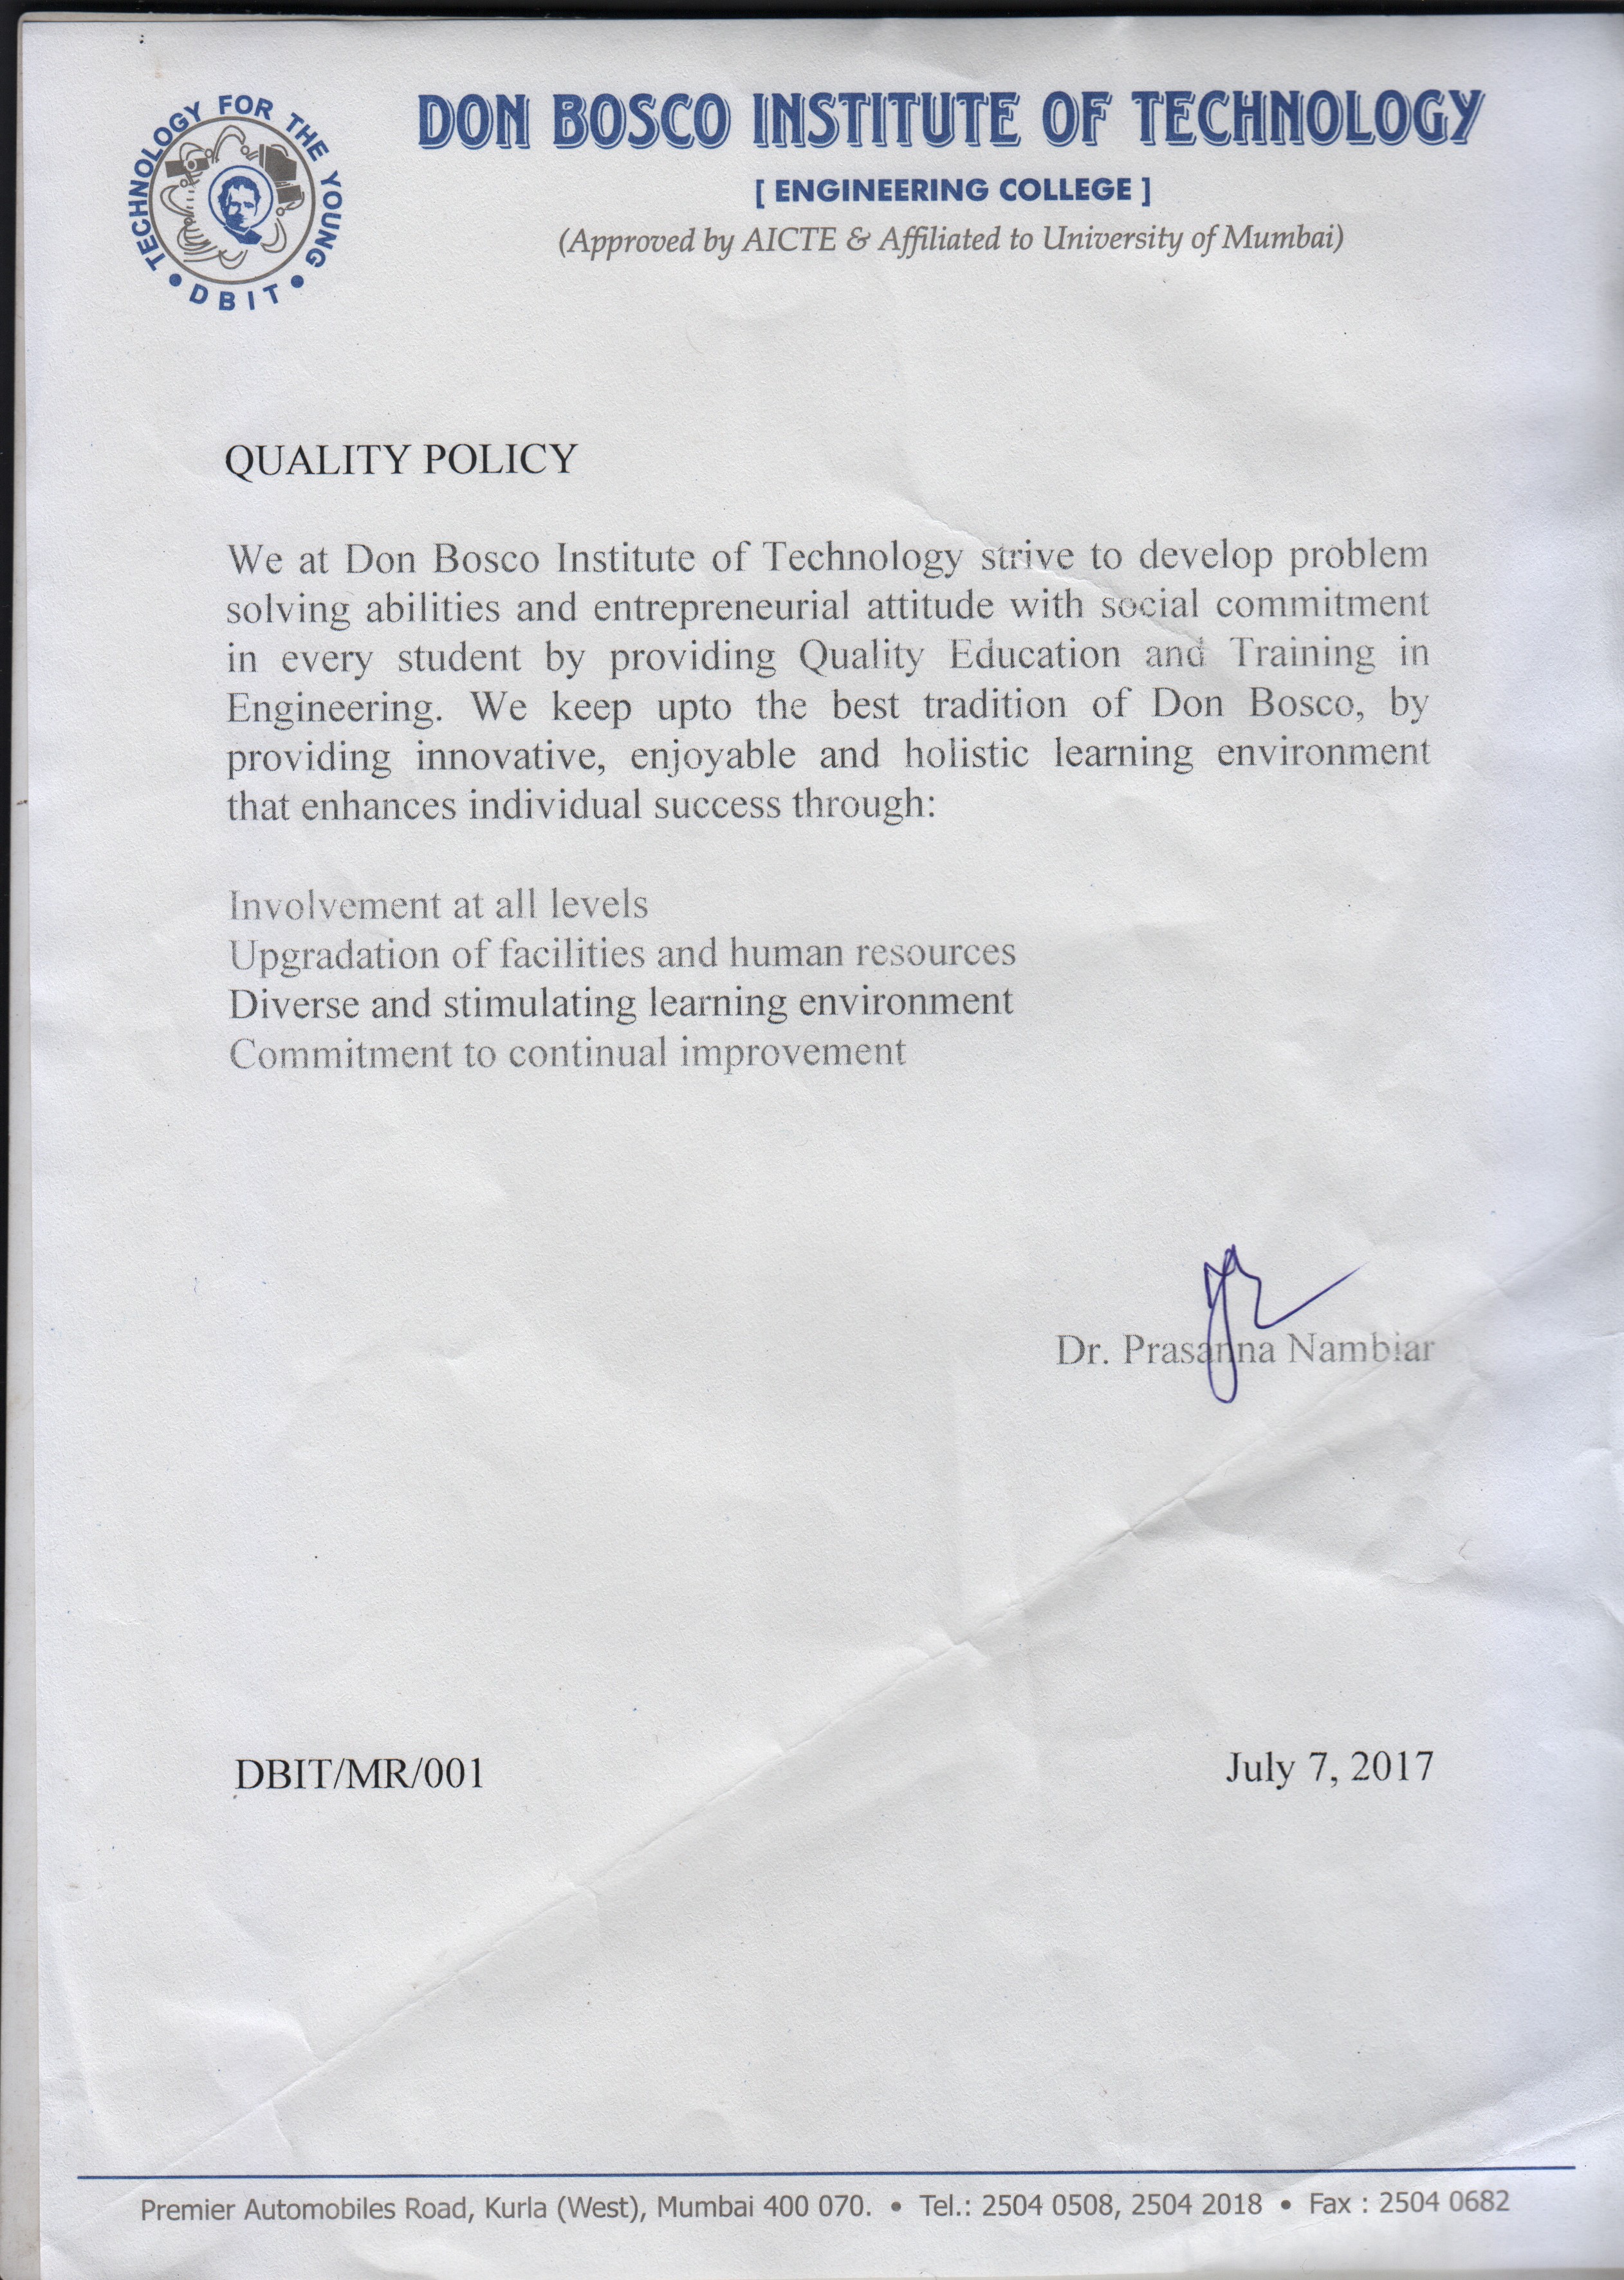 TECHNOLOGY FOR THE YOUNG
• DBIT •
DON BOSCO INSTITUTE OF TECHNOLOGY
[ ENGINEERING COLLEGE ]
(Approved by AICTE & Affiliated to University of Mumbai)
QUALITY POLICY
We at Don Bosco Institute of Technology strive to develop problem
solving abilities and entrepreneurial attitude with social commitment
in every student by providing Quality Education and Training in
Engineering. We keep upto the best tradition of Don Bosco, by
providing innovative, enjoyable and holistic learning environment
that enhances individual success through:
Involvement at all levels
Upgradation of facilities and human resources
Diverse and stimulating learning environment
Commitment to continual improvement
Dr. Prasanna Nambiar
DBIT/MR/001
July 7, 2017
Premier Automobiles Road, Kurla (West), Mumbai 400 070. • Tel.: 2504 0508, 2504 2018 • Fax : 2504 0682